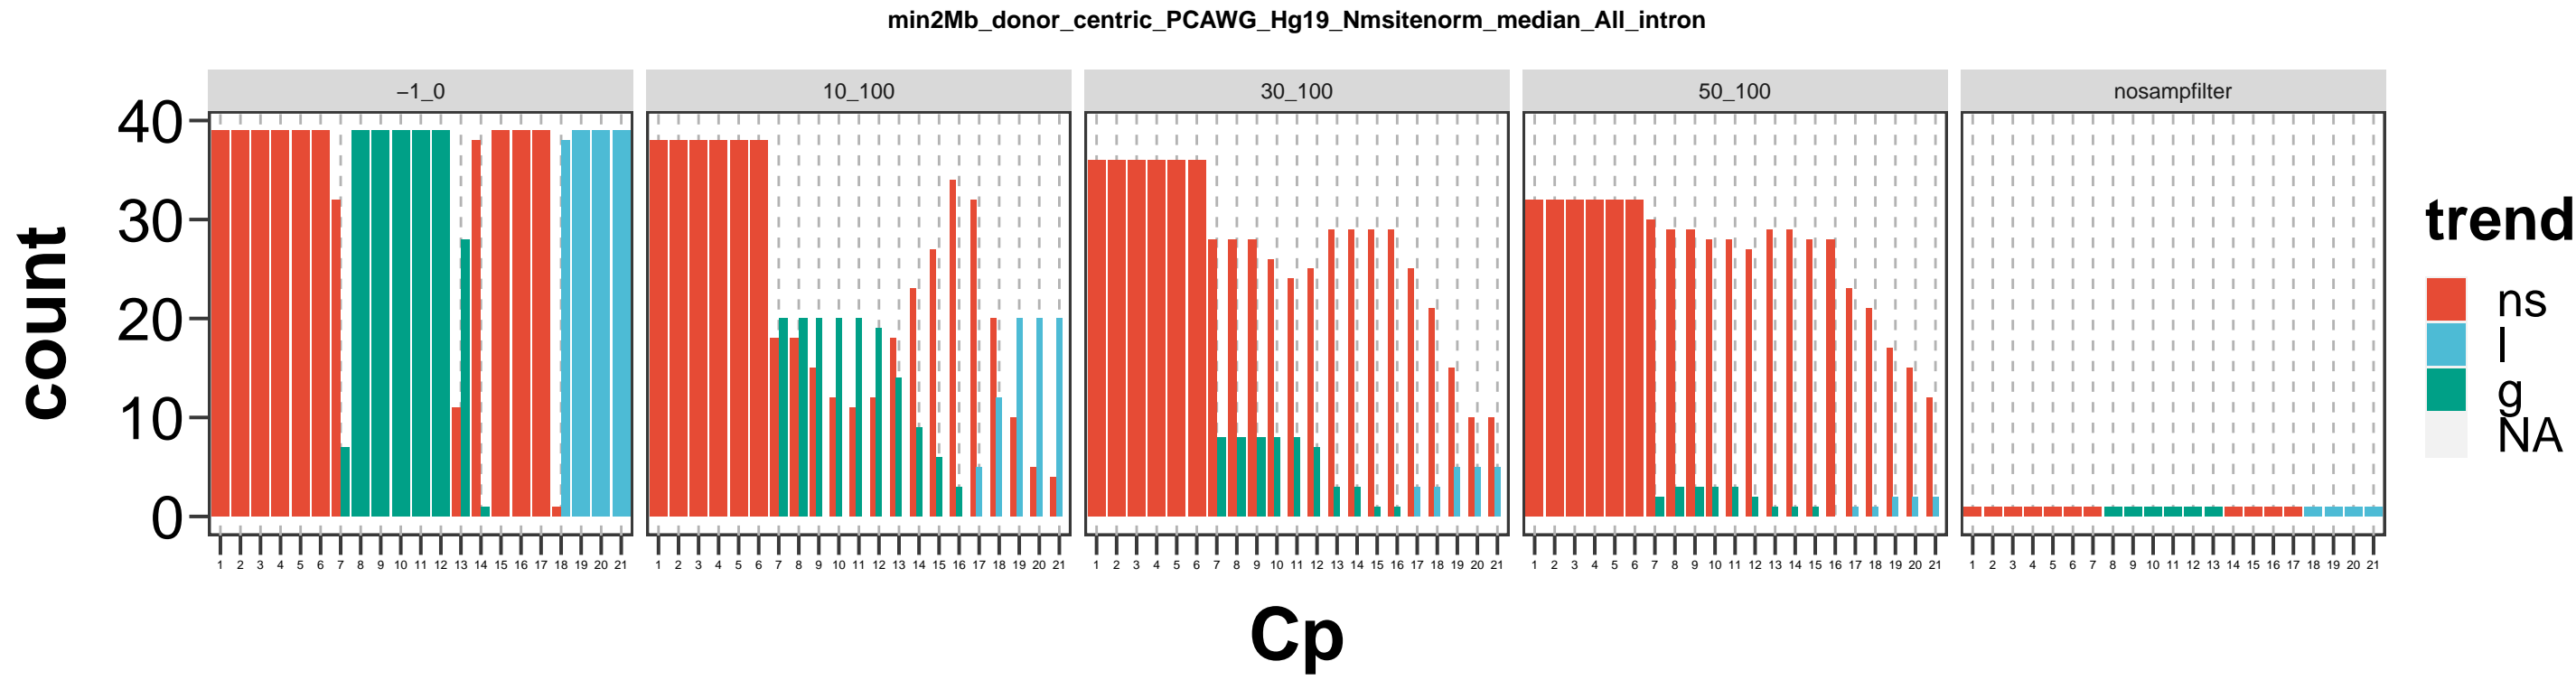 min2Mb_donor_centric_PCAWG_Hg19_Nmsitenorm_median_All_intron
−1_0 10_100 30_100 50_100 nosampfilter
count
40
30
20
10
0
1 2 3 4 5 6 7 8 9 10 11 12 13 14 15 16 17 18 19 20 21
1 2 3 4 5 6 7 8 9 10 11 12 13 14 15 16 17 18 19 20 21
1 2 3 4 5 6 7 8 9 10 11 12 13 14 15 16 17 18 19 20 21
1 2 3 4 5 6 7 8 9 10 11 12 13 14 15 16 17 18 19 20 21
1 2 3 4 5 6 7 8 9 10 11 12 13 14 15 16 17 18 19 20 21
Cp
trend
ns
l
g
NA